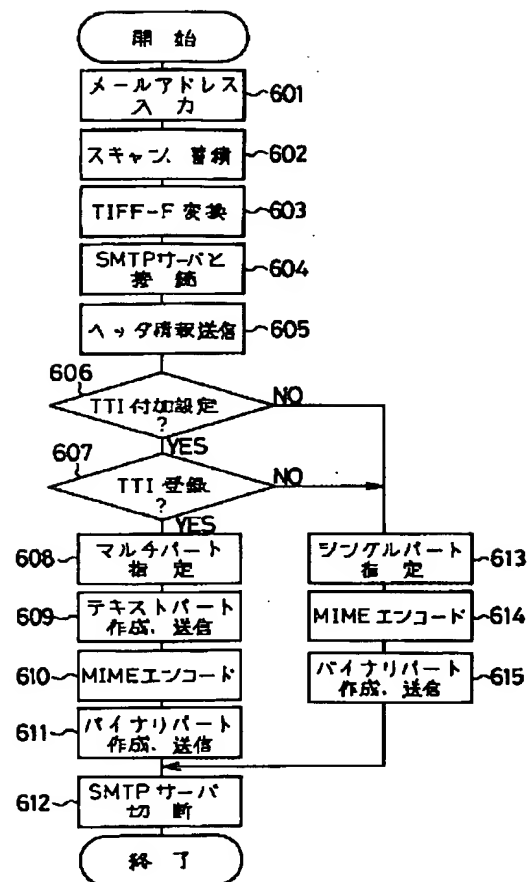 開始
メールアドレス
入力
601
スキャン、蓄積
602
TIFF-F変換
603
SMTPサーバと
接続
604
ヘッダ情報送信
605
606
TTI付加設定
?
NO
YES
607
TTI登録
?
NO
YES
608
マルチパート
指定
シングルパート
指定
613
609
テキストパート
作成、送信
MIMEエンコード
614
610
MIMEエンコード
バイナリパート
作成、送信
615
611
バイナリパート
作成、送信
612
SMTPサーバ
切断
終了